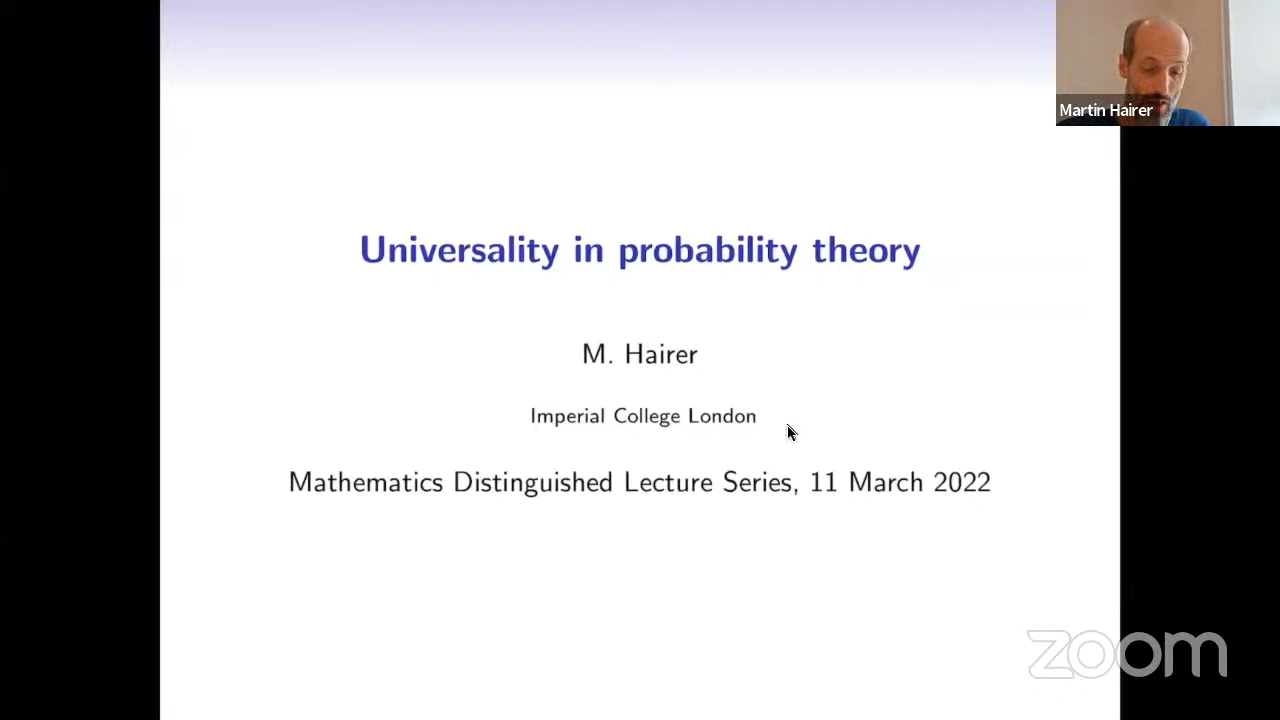 Martin Hairer
Universality in probability theory
M. Hairer
Imperial College London
Mathematics Distinguished Lecture Series, 11 March 2022
zoom